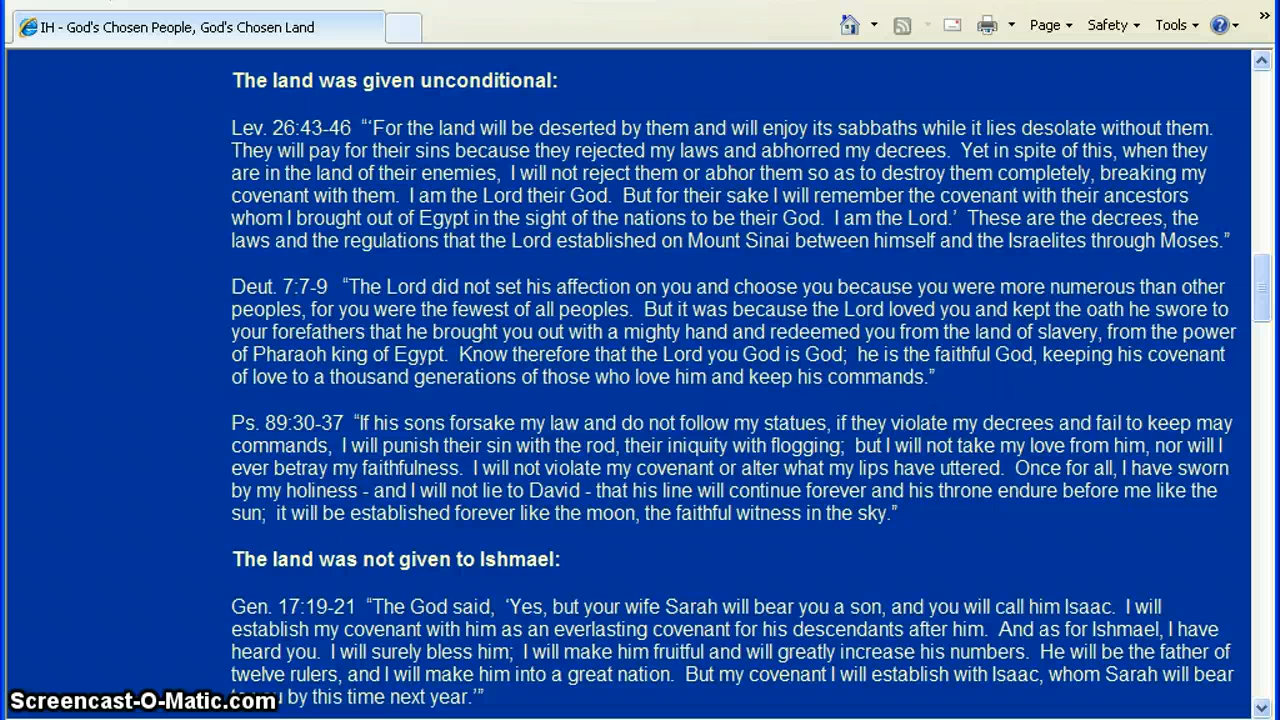 IH - God's Chosen People, God's Chosen Land
Page
Safety
Tools
The land was given unconditional:
Lev. 26:43-46 “‘For the land will be deserted by them and will enjoy its sabbaths while it lies desolate without them.
They will pay for their sins because they rejected my laws and abhorred my decrees. Yet in spite of this, when they
are in the land of their enemies, I will not reject them or abhor them so as to destroy them completely, breaking my
covenant with them. I am the Lord their God. But for their sake I will remember the covenant with their ancestors
whom I brought out of Egypt in the sight of the nations to be their God. I am the Lord.’ These are the decrees, the
laws and the regulations that the Lord established on Mount Sinai between himself and the Israelites through Moses.”
Deut. 7:7-9 “The Lord did not set his affection on you and choose you because you were more numerous than other
peoples, for you were the fewest of all peoples. But it was because the Lord loved you and kept the oath he swore to
your forefathers that he brought you out with a mighty hand and redeemed you from the land of slavery, from the power
of Pharaoh king of Egypt. Know therefore that the Lord you God is God; he is the faithful God, keeping his covenant
of love to a thousand generations of those who love him and keep his commands.”
Ps. 89:30-37 “If his sons forsake my law and do not follow my statues, if they violate my decrees and fail to keep may
commands, I will punish their sin with the rod, their iniquity with flogging; but I will not take my love from him, nor will I
ever betray my faithfulness. I will not violate my covenant or alter what my lips have uttered. Once for all, I have sworn
by my holiness - and I will not lie to David - that his line will continue forever and his throne endure before me like the
sun; it will be established forever like the moon, the faithful witness in the sky.”
The land was not given to Ishmael:
Gen. 17:19-21 “The God said, ‘Yes, but your wife Sarah will bear you a son, and you will call him Isaac. I will
establish my covenant with him as an everlasting covenant for his descendants after him. And as for Ishmael, I have
heard you. I will surely bless him; I will make him fruitful and will greatly increase his numbers. He will be the father of
twelve rulers, and I will make him into a great nation. But my covenant I will establish with Isaac, whom Sarah will bear
by this time next year.’”
Screencast-O-Matic.com